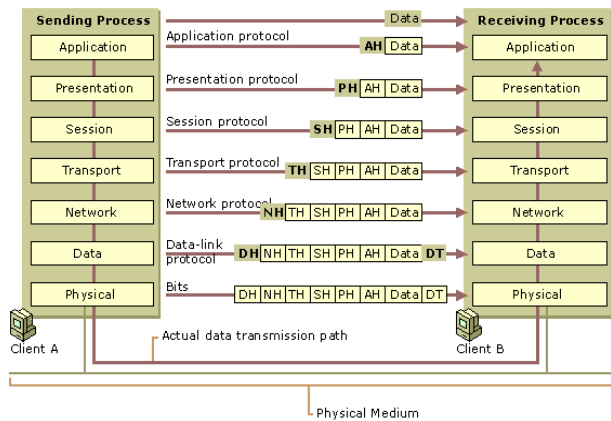 Sending Process
Data
Receiving Process
Application
Application protocol
AH Data
Application
Presentation
Presentation protocol
PH AH Data
Presentation
Session
Session protocol
SH PH AH Data
Session
Transport
Transport protocol
TH SH PH AH Data
Transport
Network
Network protocol
NH TH SH PH AH Data
Network
Data
Data-link
protocol
DH NH TH SH PH AH Data DT
Data
Physical
Bits
DH NH TH SH PH AH Data DT
Physical
Client A
Actual data transmission path
Client B
Physical Medium